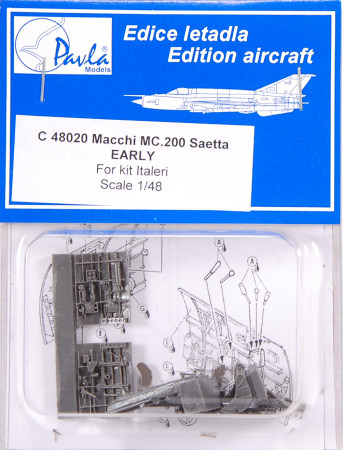 Pavla
Models
Edice letadla
Edition aircraft
C 48020 Macchi MC.200 Saetta
EARLY
For kit Italeri
Scale 1/48